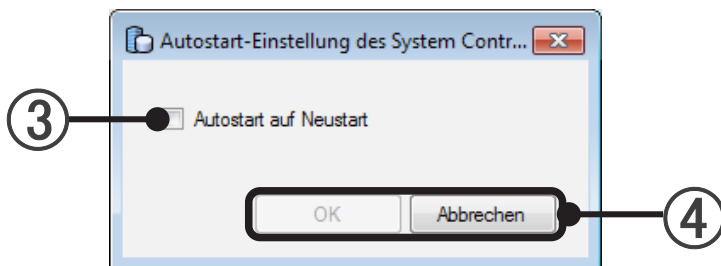 Autostart-Einstellung des System Contr...
③
Autostart auf Neustart
OK
Abbrechen
④